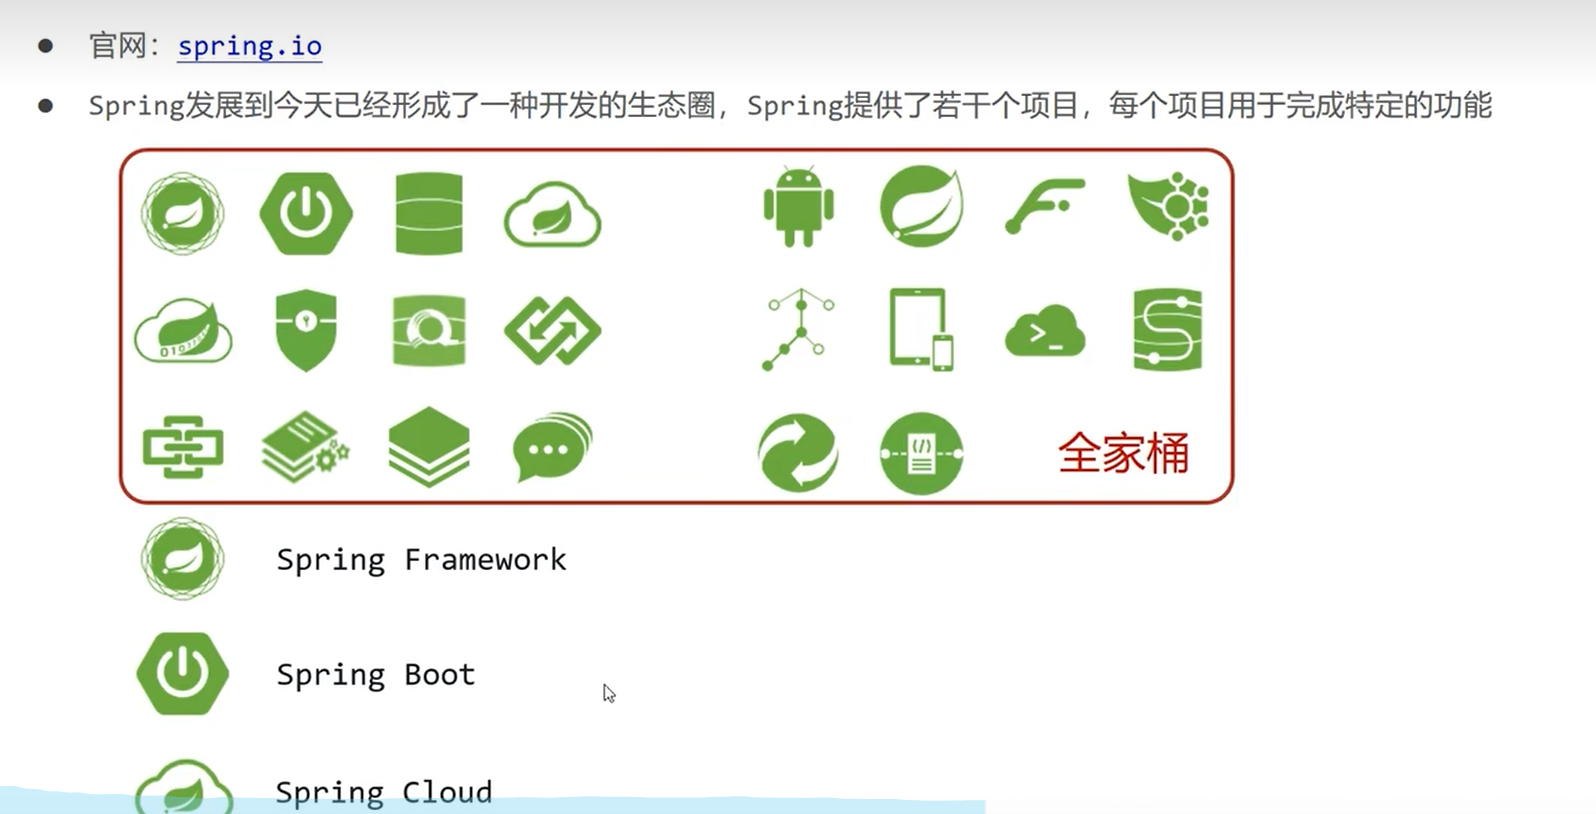 官网：spring.io
Spring发展到今天已经形成了一种开发的生态圈，Spring提供了若干个项目，每个项目用于完成特定的功能
全家桶
Spring Framework
Spring Boot
Spring Cloud